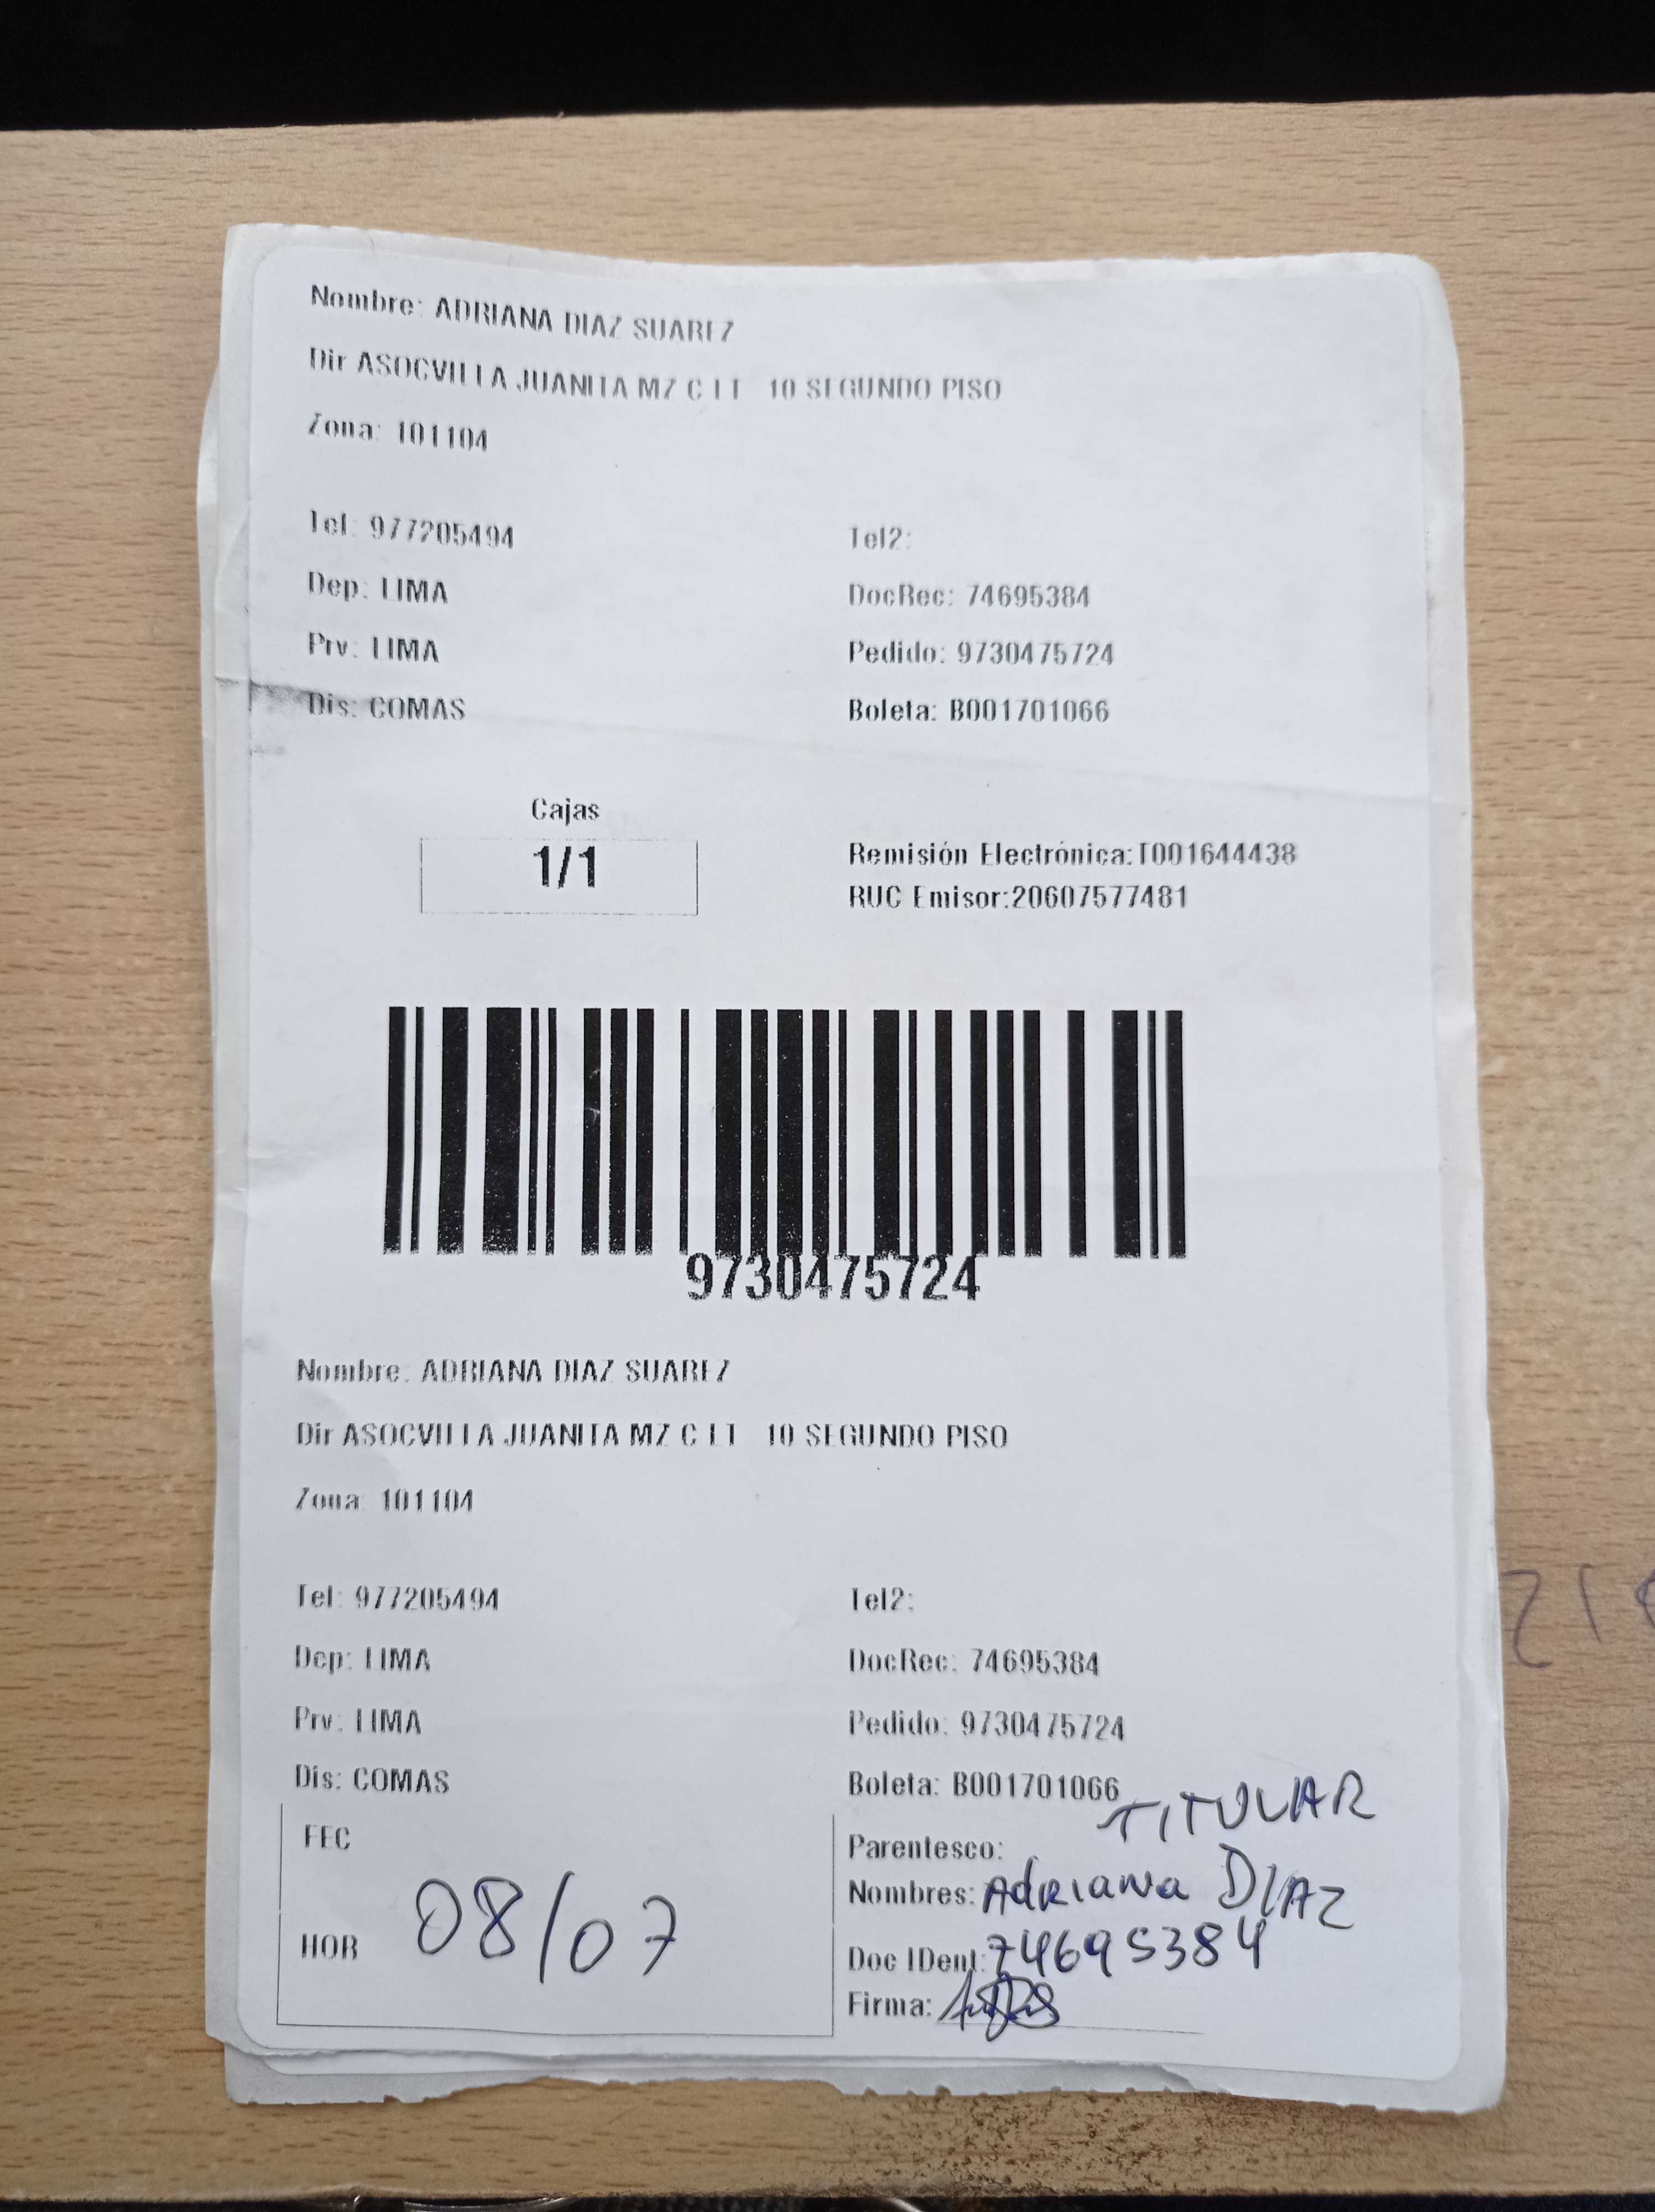 Nombre: ADRIANA DIAZ SUAREZ
Dir ASOCVILLA JUANITA MZ C LT 10 SEGUNDO PISO
Zona: 101104
Tel: 977205494 Tel2:
Dep: LIMA DocRec: 74695384
Prv: LIMA Pedido: 9730475724
Dis: COMAS Boleta: B001701066
Cajas
1/1
Remisión Electrónica:T001644438
RUC Emisor:20607577481
9730475724
Nombre: ADRIANA DIAZ SUAREZ
Dir ASOCVILLA JUANITA MZ C LT 10 SEGUNDO PISO
Zona: 101104
Tel: 977205494 Tel2:
Dep: LIMA DocRec: 74695384
Prv: LIMA Pedido: 9730475724
Dis: COMAS Boleta: B001701066
FEC
HOR 08/07
Parentesco: TITULAR
Nombres: Adriana DIAZ
Doc IDent: 74695384
Firma: